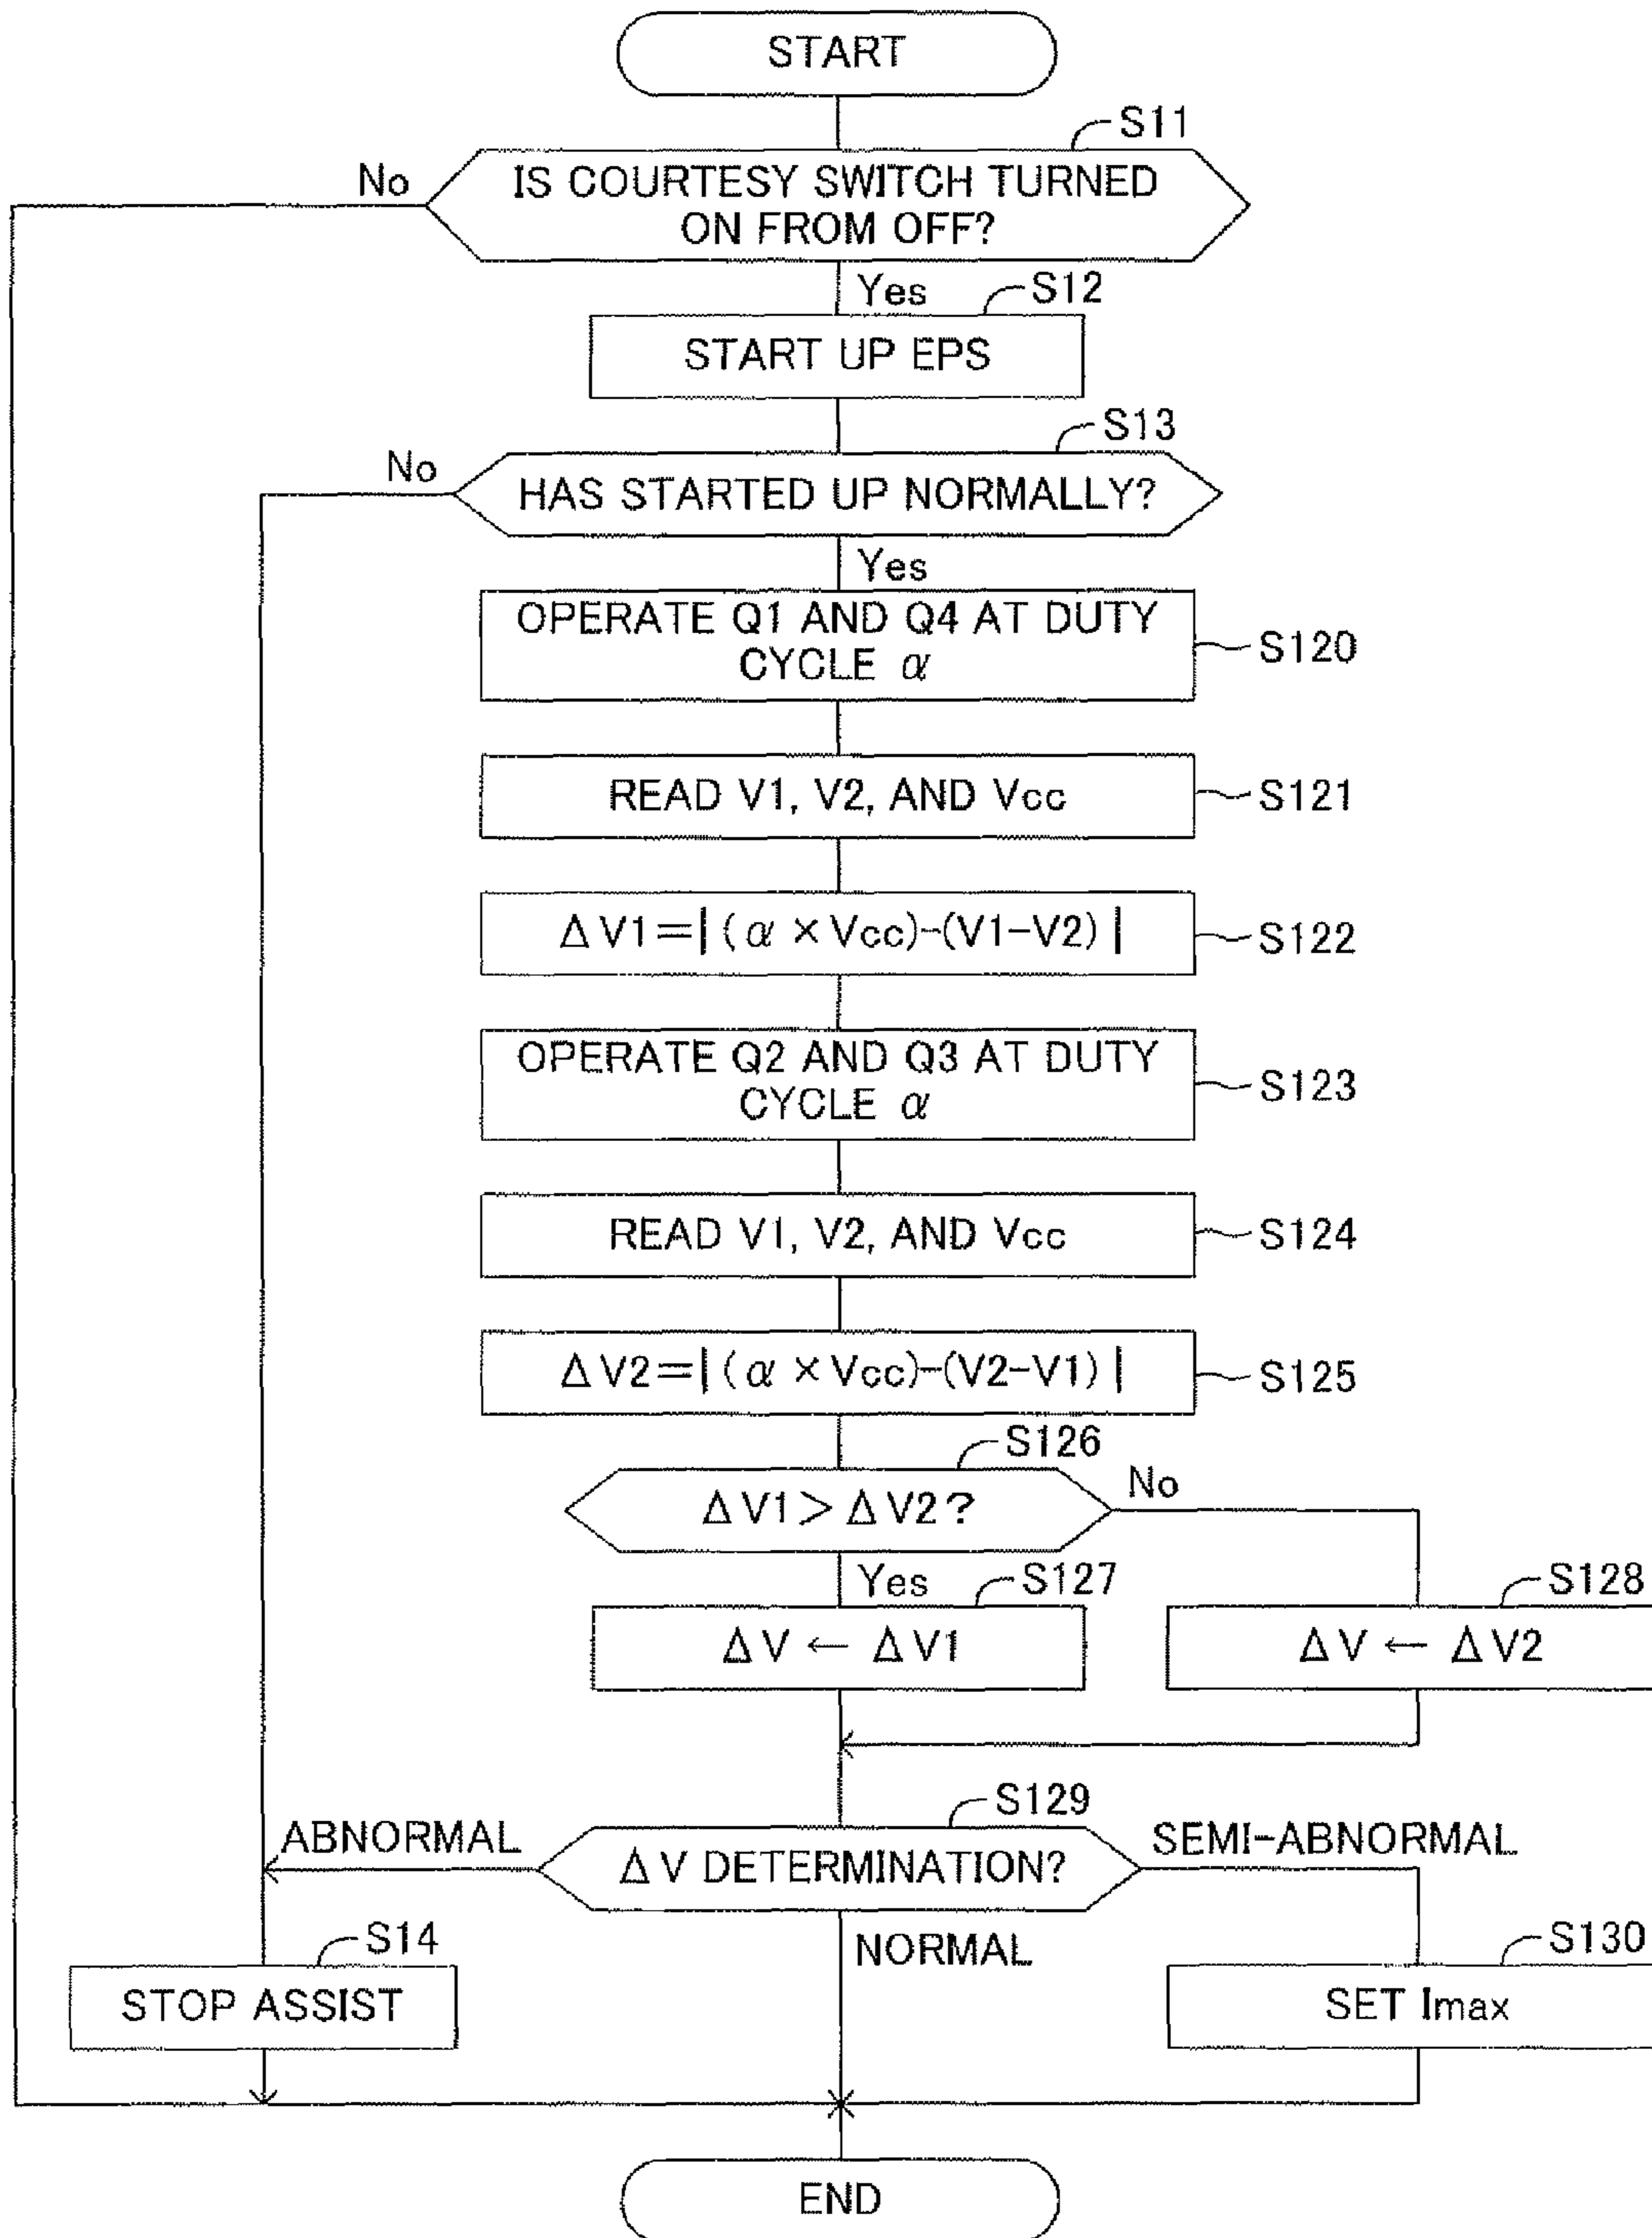 START
S11
No
IS COURTESY SWITCH TURNED
ON FROM OFF?
Yes
S12
START UP EPS
S13
No
HAS STARTED UP NORMALLY?
Yes
OPERATE Q1 AND Q4 AT DUTY
CYCLE α
S120
READ V1, V2, AND Vcc
S121
ΔV1=|(α × Vcc)-(V1-V2)|
S122
OPERATE Q2 AND Q3 AT DUTY
CYCLE α
S123
READ V1, V2, AND Vcc
S124
ΔV2=|(α × Vcc)-(V2-V1)|
S125
S126
ΔV1 > ΔV2?
No
Yes
S127
S128
ΔV ← ΔV1
ΔV ← ΔV2
S129
ABNORMAL
SEMI-ABNORMAL
ΔV DETERMINATION?
S14
NORMAL
S130
STOP ASSIST
SET Imax
END